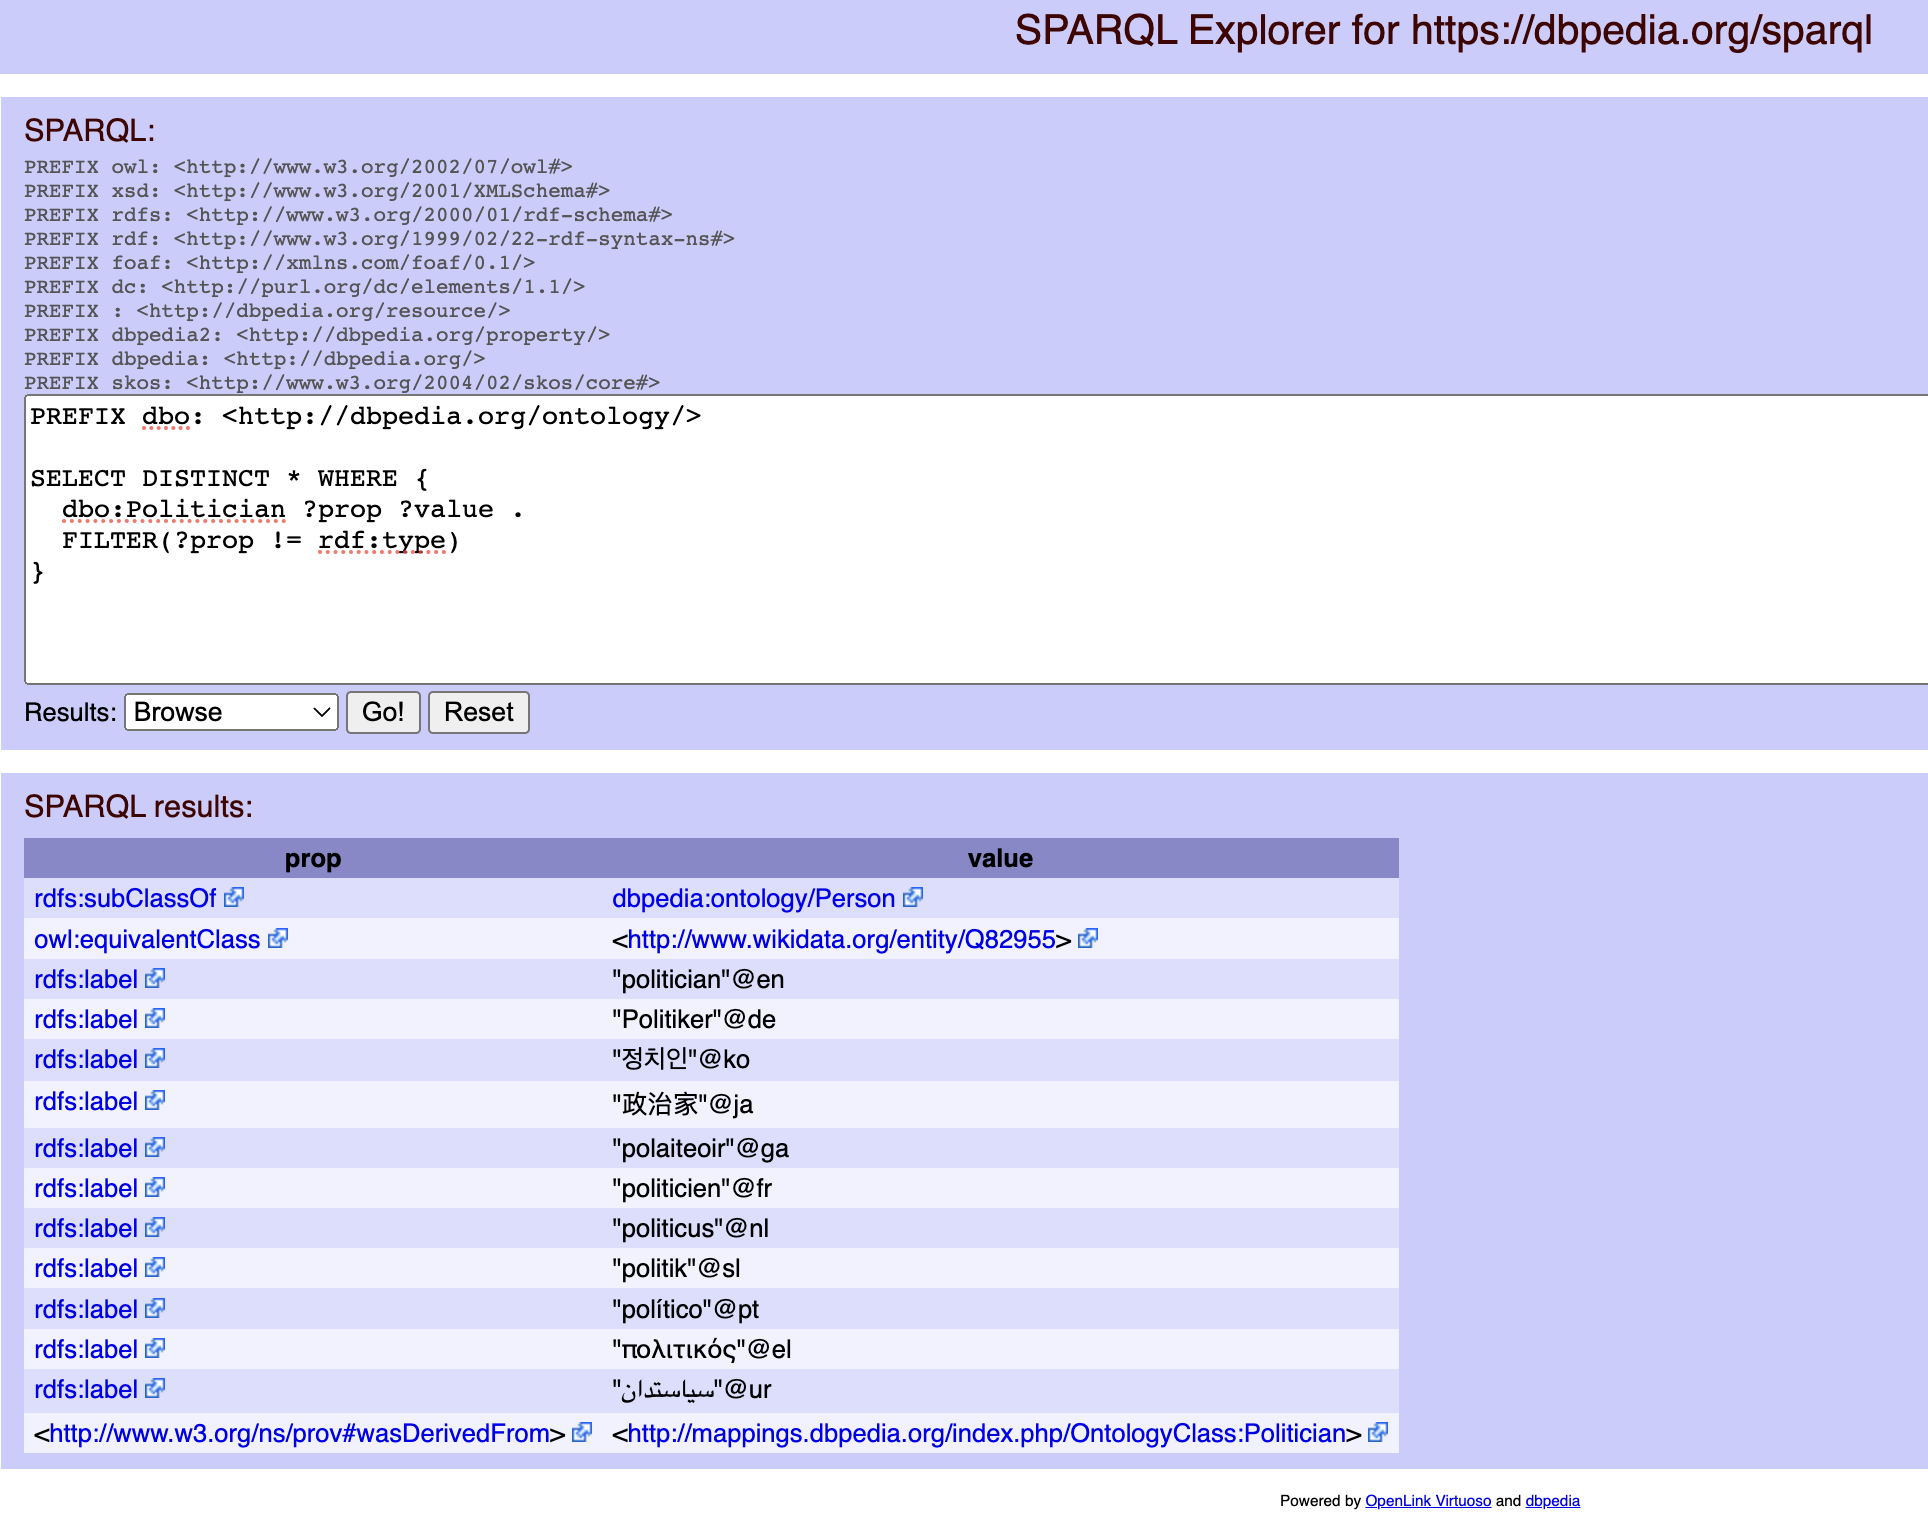 SPARQL Explorer for https://dbpedia.org/sparql
SPARQL:
PREFIX owl: <http://www.w3.org/2002/07/owl#>
PREFIX xsd: <http://www.w3.org/2001/XMLSchema#>
PREFIX rdfs: <http://www.w3.org/2000/01/rdf-schema#>
PREFIX rdf: <http://www.w3.org/1999/02/22-rdf-syntax-ns#>
PREFIX foaf: <http://xmlns.com/foaf/0.1/>
PREFIX dc: <http://purl.org/dc/elements/1.1/>
PREFIX : <http://dbpedia.org/resource/>
PREFIX dbpedia2: <http://dbpedia.org/property/>
PREFIX dbpedia: <http://dbpedia.org/>
PREFIX skos: <http://www.w3.org/2004/02/skos/core#>
PREFIX dbo: <http://dbpedia.org/ontology/>
SELECT DISTINCT * WHERE {
dbo:Politician ?prop ?value .
FILTER(?prop != rdf:type)
}
Results: Browse Go! Reset
SPARQL results:
prop value
rdfs:subClassOf dbpedia:ontology/Person
owl:equivalentClass <http://www.wikidata.org/entity/Q82955>
rdfs:label "politician"@en
rdfs:label "Politiker"@de
rdfs:label "정치인"@ko
rdfs:label "政治家"@ja
rdfs:label "polaiteoir"@ga
rdfs:label "politicien"@fr
rdfs:label "politicus"@nl
rdfs:label "politik"@sl
rdfs:label "político"@pt
rdfs:label "πολιτικός"@el
rdfs:label "سیاستدان"@ur
<http://www.w3.org/ns/prov#wasDerivedFrom> <http://mappings.dbpedia.org/index.php/OntologyClass:Politician>
Powered by OpenLink Virtuoso and dbpedia